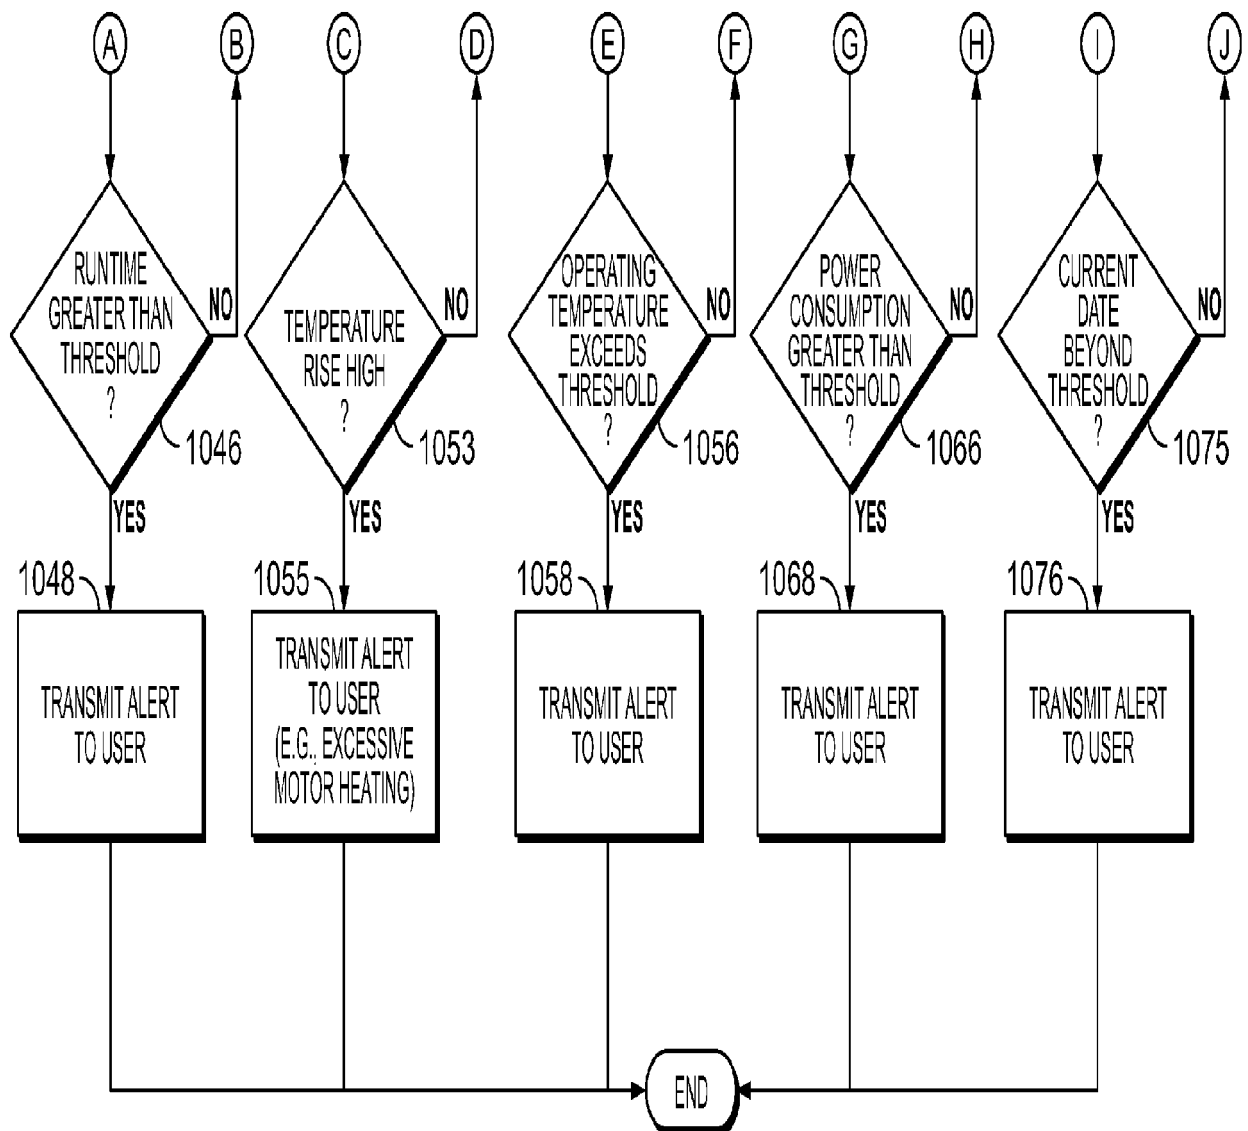 A
B
C
D
E
F
G
H
I
J
RUNTIME
GREATER THAN
THRESHOLD
?
NO
1046
YES
1048
TRANSMIT ALERT
TO USER
TEMPERATURE
RISE HIGH
?
NO
1053
YES
1055
TRANSMIT ALERT
TO USER
(E.G., EXCESSIVE
MOTOR HEATING)
OPERATING
TEMPERATURE
EXCEEDS
THRESHOLD
?
NO
1056
YES
1058
TRANSMIT ALERT
TO USER
POWER
CONSUMPTION
GREATER THAN
THRESHOLD
?
NO
1066
YES
1068
TRANSMIT ALERT
TO USER
CURRENT
DATE
BEYOND
THRESHOLD
?
NO
1075
YES
1076
TRANSMIT ALERT
TO USER
END